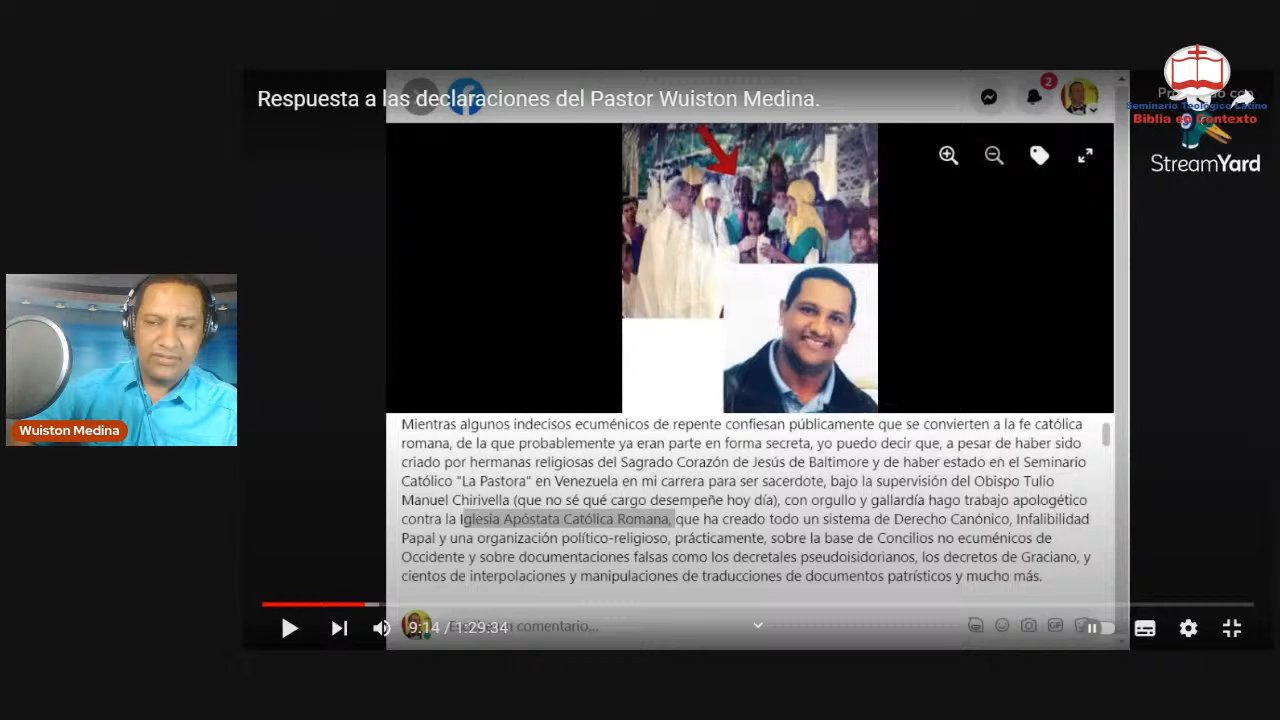 Respuesta a las declaraciones del Pastor Wuiston Medina.
2
Seminario Teológico Latino
Biblia en Contexto
StreamYard
Wuiston Medina
Mientras algunos indecisos ecuménicos de repente confiesan públicamente que se convierten a la fe católica
romana, de la que probablemente ya eran parte en forma secreta, yo puedo decir que, a pesar de haber sido
criado por hermanas religiosas del Sagrado Corazón de Jesús de Baltimore y de haber estado en el Seminario
Católico "La Pastora" en Venezuela en mi carrera para ser sacerdote, bajo la supervisión del Obispo Tulio
Manuel Chirivella (que no sé qué cargo desempeñe hoy día), con orgullo y gallardía hago trabajo apologético
contra la Iglesia Apóstata Católica Romana, que ha creado todo un sistema de Derecho Canónico, Infalibilidad
Papal y una organización político-religioso, prácticamente, sobre la base de Concilios no ecuménicos de
Occidente y sobre documentaciones falsas como los decretales pseudoisidorianos, los decretos de Graciano, y
cientos de interpolaciones y manipulaciones de traducciones de documentos patrísticos y mucho más.
9:14 / 1:29:34
comentario...
GIF